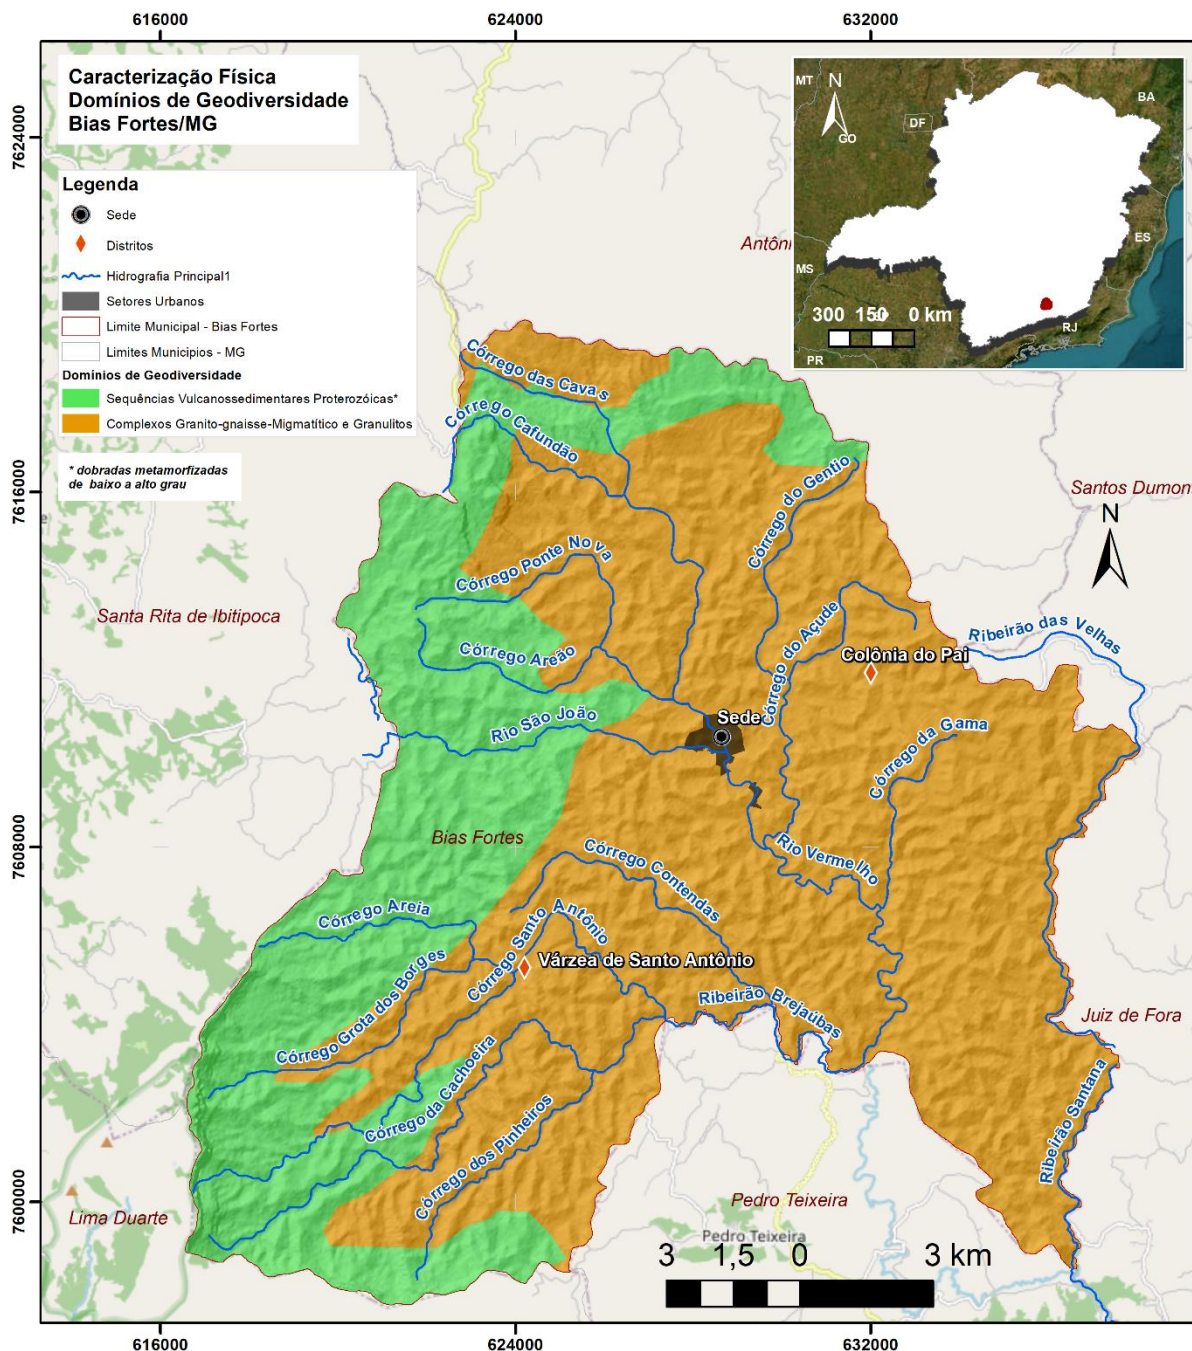 616000
624000
632000
Caracterização Física
Domínios de Geodiversidade
Bias Fortes/MG
Legenda
Sede
Distritos
Hidrografia Principal1
Setores Urbanos
Limite Municipal - Bias Fortes
Limites Municipios - MG
Domínios de Geodiversidade
Sequências Vulcanossedimentares Proterozóicas*
Complexos Granito-gnaisse-Migmatítico e Granulitos
* dobradas metamorfizadas
de baixo a alto grau
MT
N
GO
DF
BA
ES
MS
300 150 0 km
RJ
PR
7624000
7616000
7608000
7600000
Antôni
Córrego das Cavas
Córrego Cafundão
Córrego do Gentio
Santos Dumon
N
Córrego Ponte Nova
Santa Rita de Ibitipoca
Córrego do Açude
Ribeirão das Velhas
Córrego Areão
Colônia do Pai
Rio São João
Sede
Córrego da Gama
Bias Fortes
Rio Vermelho
Córrego Contendas
Córrego Areia
Córrego Santo Antônio
Várzea de Santo Antônio
Córrego Grota dos Borges
Ribeirão Brejaúbas
Juiz de Fora
Córrego da Cachoeira
Córrego dos Pinheiros
Ribeirão Santana
Lima Duarte
Pedro Teixeira
Pedro Teixeira
3 1,5 0 3 km
616000
624000
632000